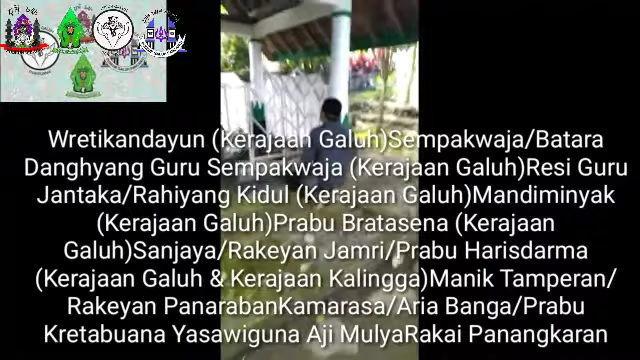 Wretikandayun (Kerajaan Galuh)Sempakwaja/Batara
Danghyang Guru Sempakwaja (Kerajaan Galuh)Resi Guru
Jantaka/Rahiyang Kidul (Kerajaan Galuh)Mandiminyak
(Kerajaan Galuh)Prabu Bratasena (Kerajaan
Galuh)Sanjaya/Rakeyan Jamri/Prabu Harisdarma
(Kerajaan Galuh & Kerajaan Kalingga)Manik Tamperan/
Rakeyan PanarabanKamarasa/Aria Banga/Prabu
Kretabuana Yasawiguna Aji MulyaRakai Panangkaran